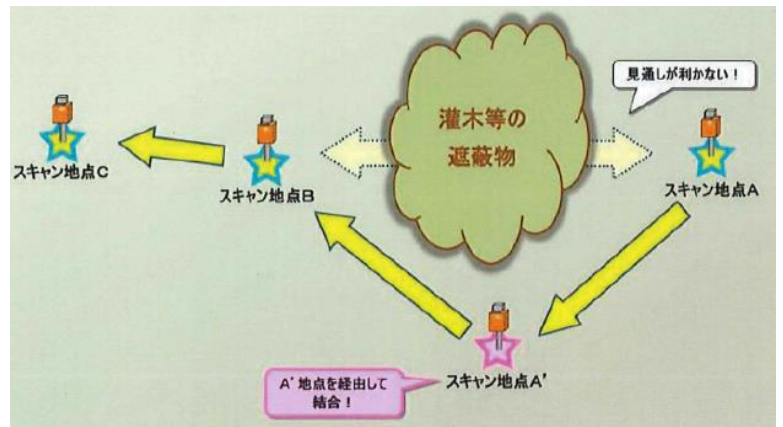 見通しが利かない！
灌木等の
遮蔽物
スキャン地点C
スキャン地点B
スキャン地点A
スキャン地点A'
A'地点を経由して
結合！